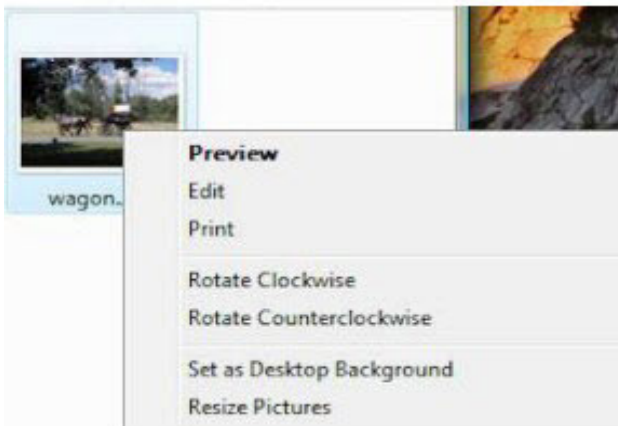 wagon.
Preview
Edit
Print
Rotate Clockwise
Rotate Counterclockwise
Set as Desktop Background
Resize Pictures